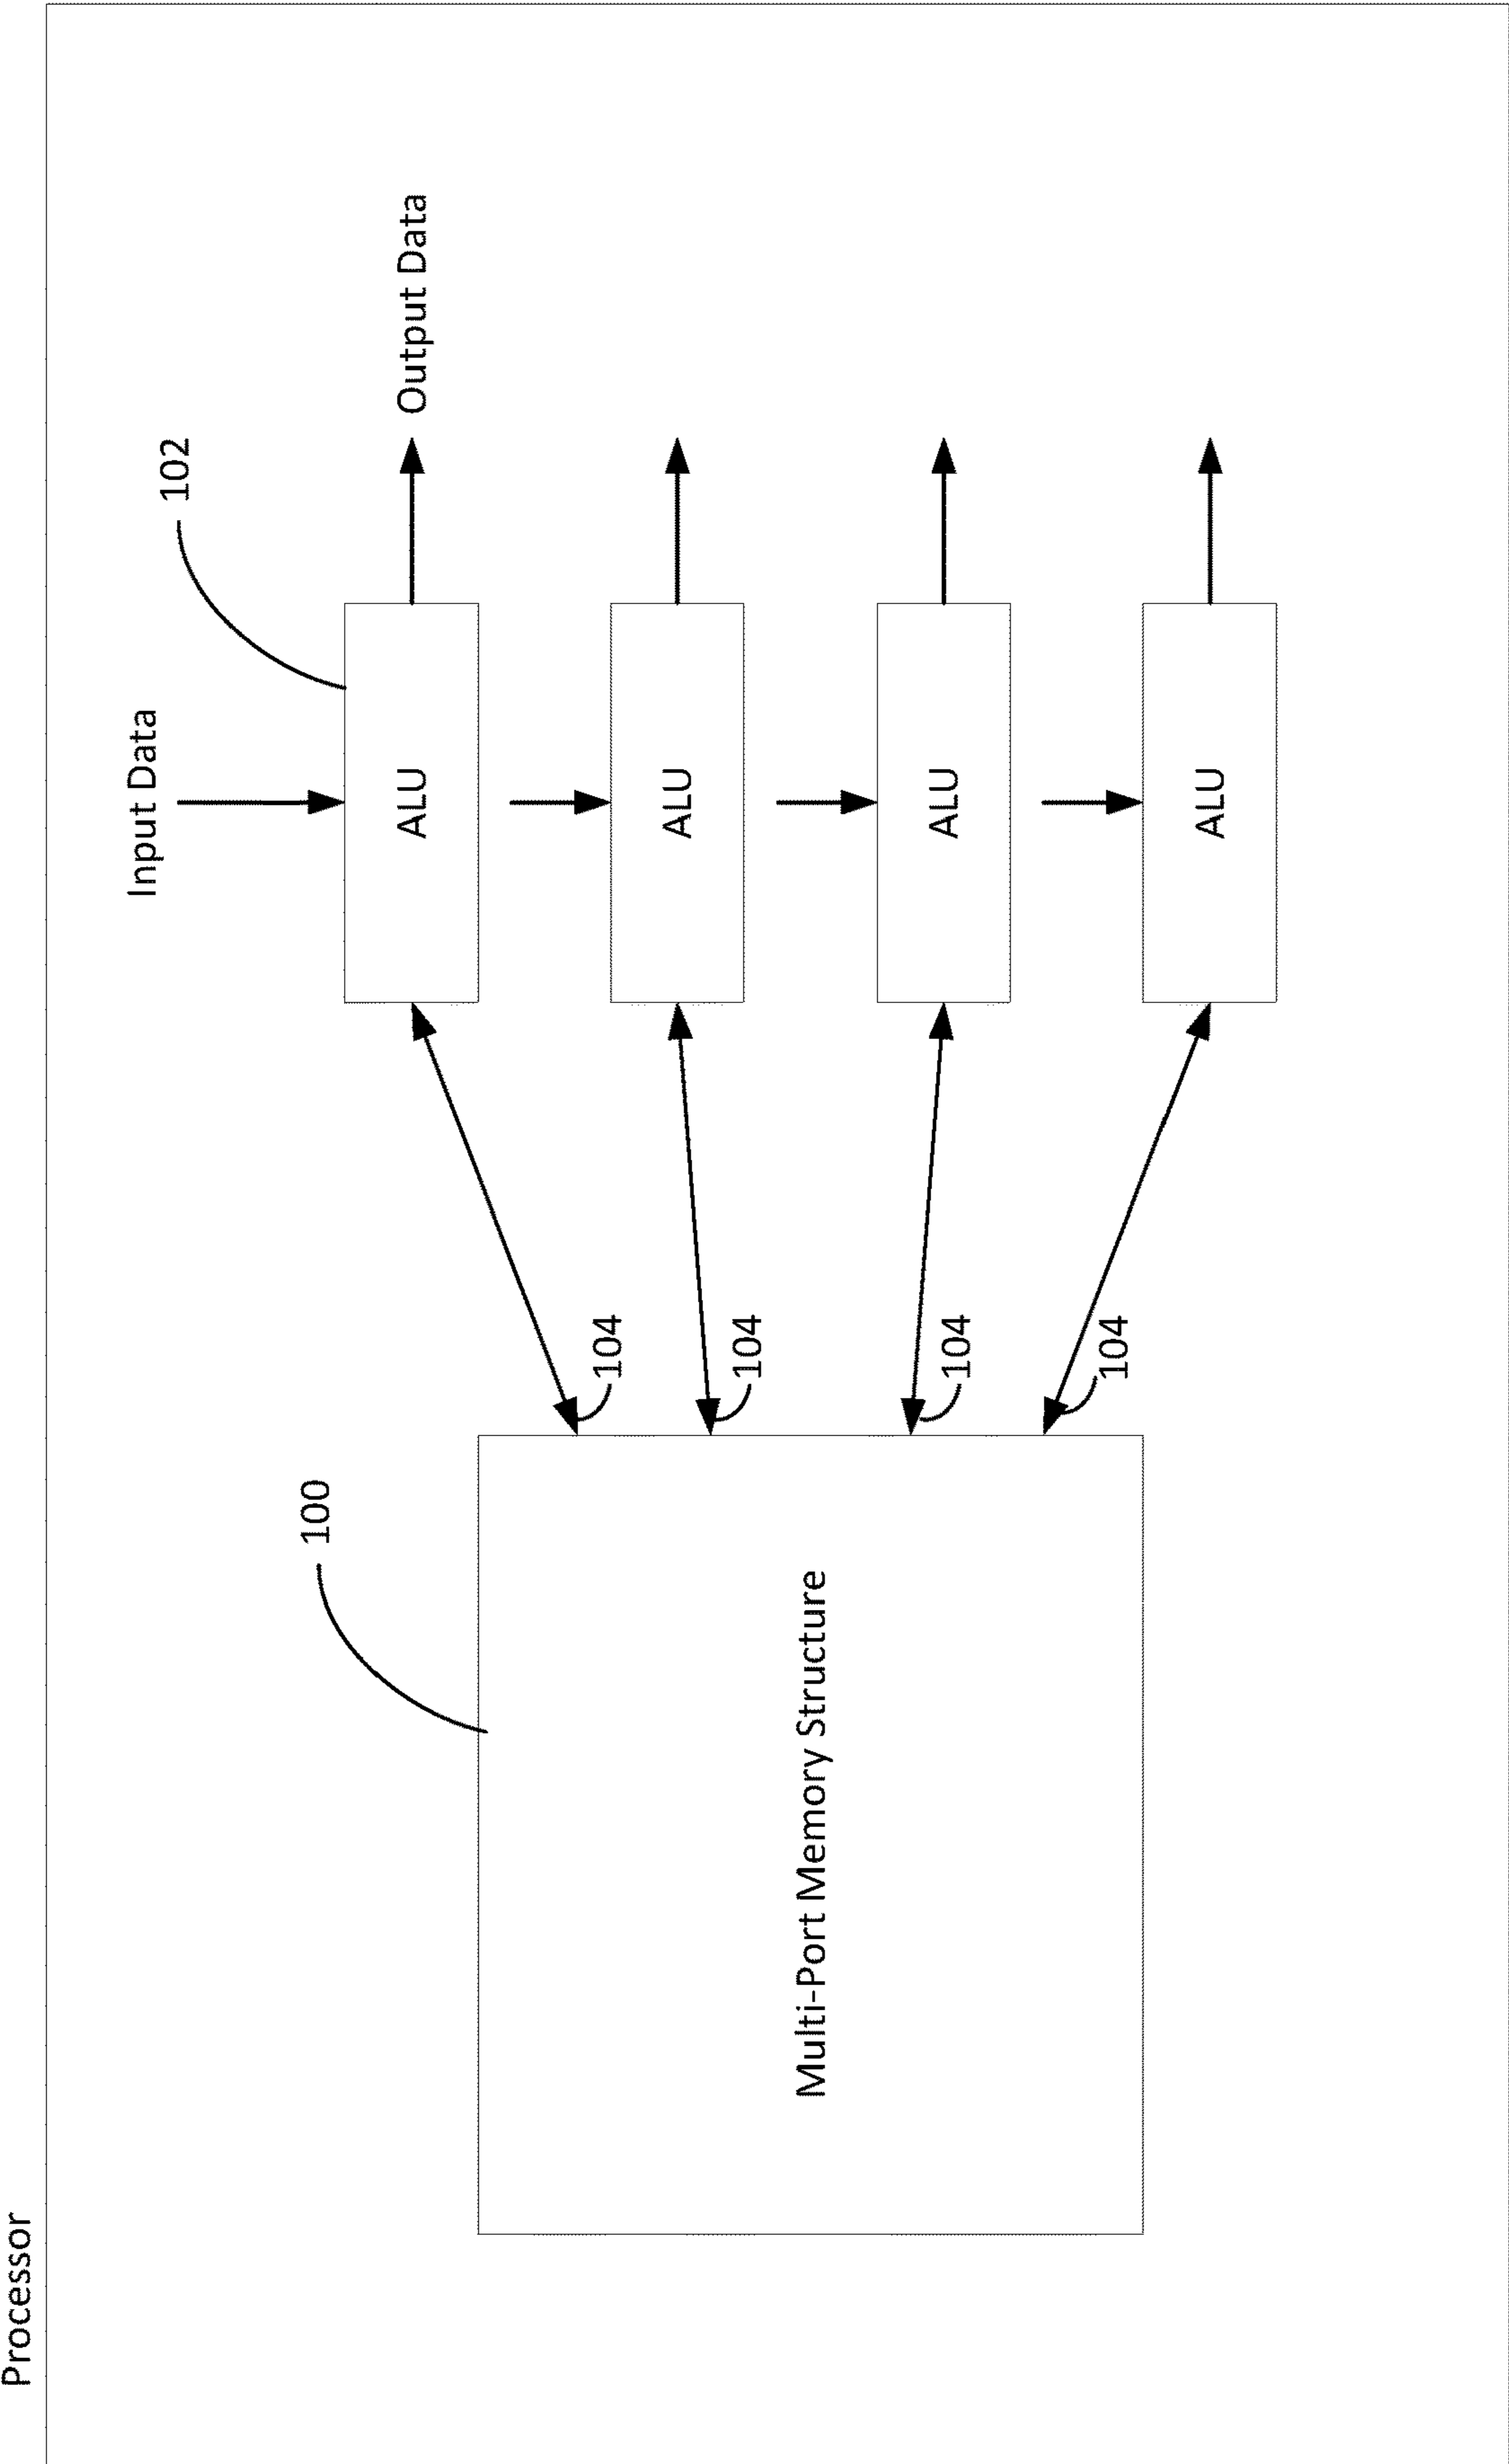 Processor
Input Data
102
Output Data
ALU
ALU
ALU
ALU
100
104
104
104
104
Multi-Port Memory Structure